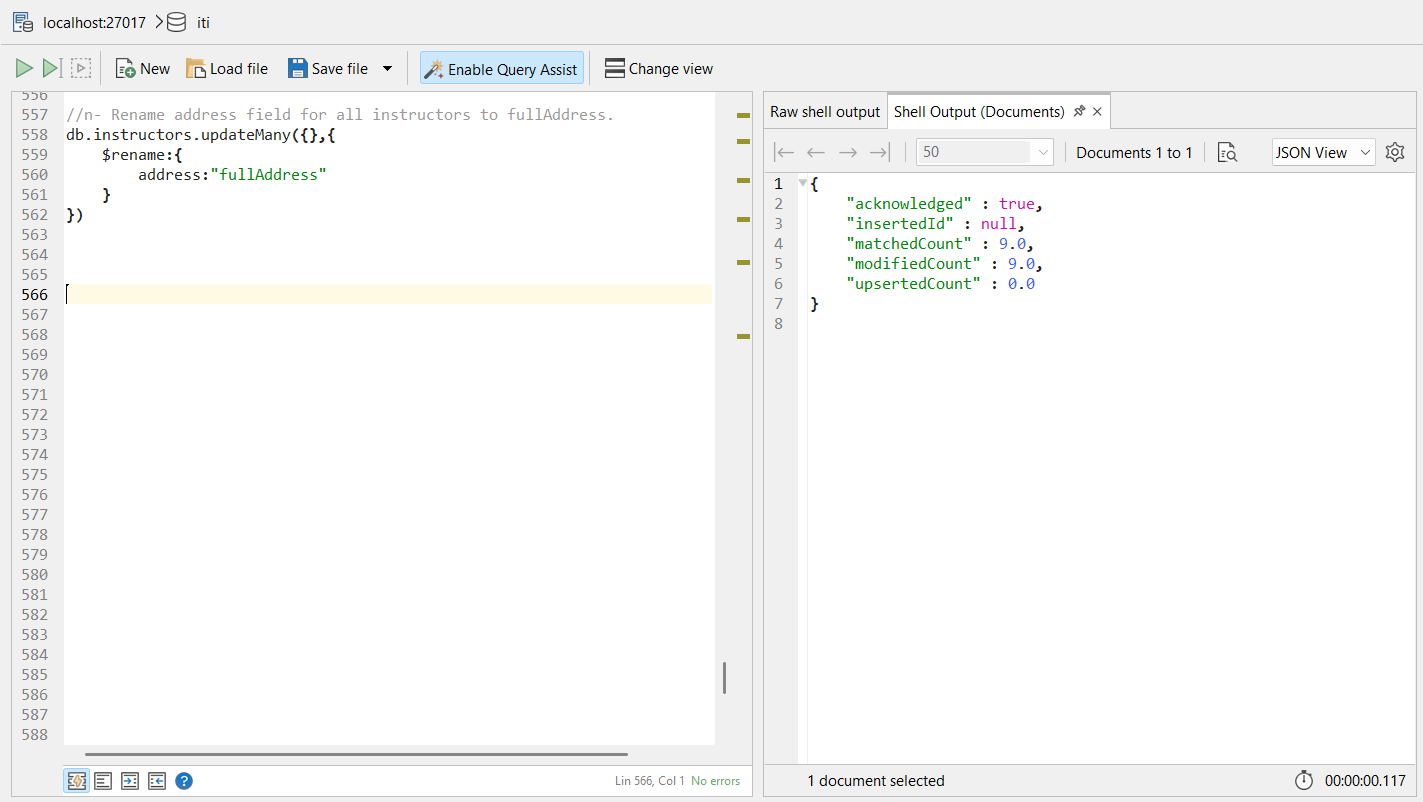 localhost:27017 iti
New Load file Save file Enable Query Assist Change view
556
557 //n- Rename address field for all instructors to fullAddress.
558 db.instructors.updateMany({},{
559     $rename:{
560         address:"fullAddress"
561     }
562 })
563
564
565
566
567
568
569
570
571
572
573
574
575
576
577
578
579
580
581
582
583
584
585
586
587
588
Lin 566, Col 1 No errors
Raw shell output Shell Output (Documents)
50 Documents 1 to 1 JSON View
1 {
2     "acknowledged" : true,
3     "insertedId" : null,
4     "matchedCount" : 9.0,
5     "modifiedCount" : 9.0,
6     "upsertedCount" : 0.0
7 }
8
1 document selected 00:00:00.117